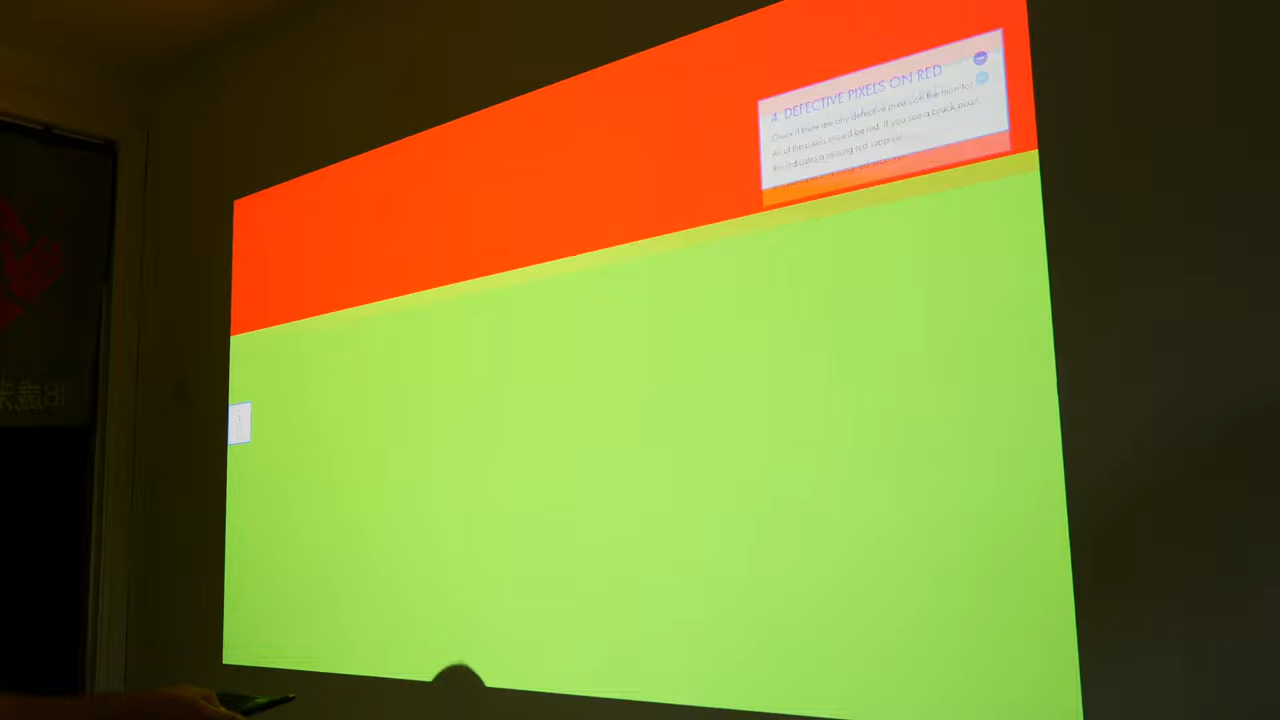 4. DEFECTIVE PIXELS ON RED
Check if there are any defective pixels on the monitor.
All of the pixels should be red. If you see a black pixel,
this indicates a missing red subpixel.